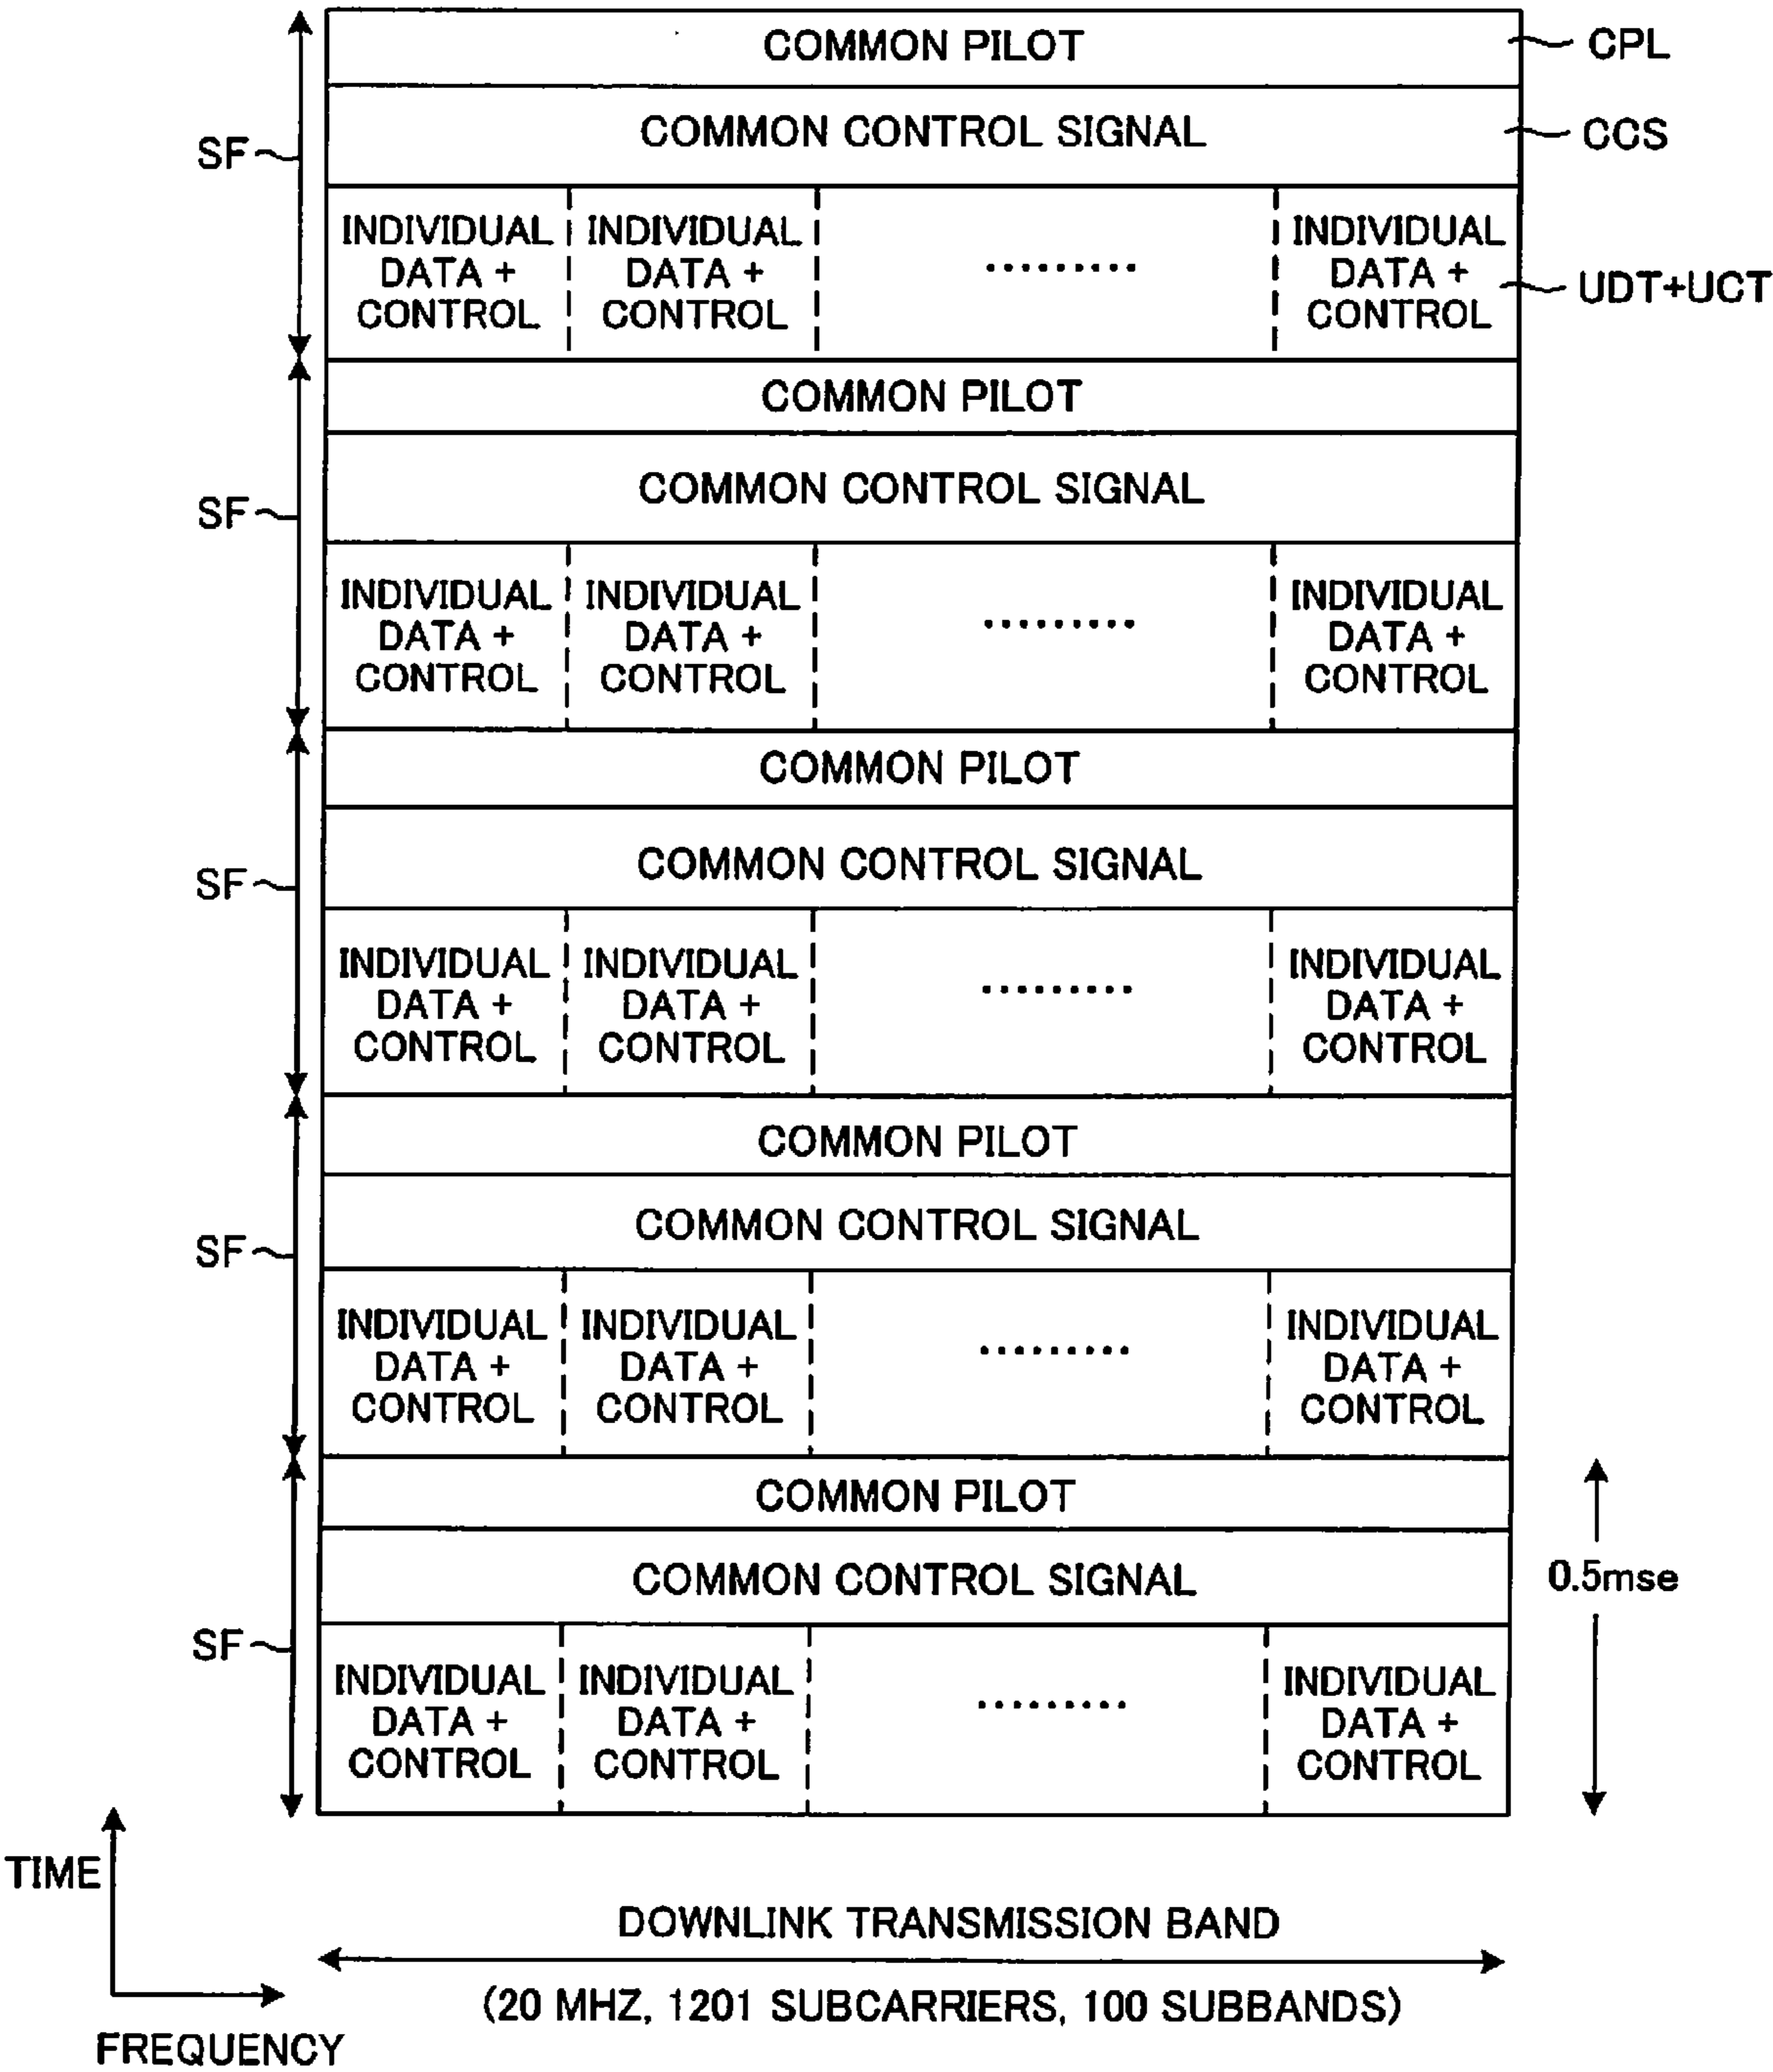 COMMON PILOT
CPL
COMMON CONTROL SIGNAL
CCS
SF
INDIVIDUAL DATA + CONTROL
INDIVIDUAL DATA + CONTROL
.........
INDIVIDUAL DATA + CONTROL
UDT+UCT
COMMON PILOT
COMMON CONTROL SIGNAL
SF
INDIVIDUAL DATA + CONTROL
INDIVIDUAL DATA + CONTROL
.........
INDIVIDUAL DATA + CONTROL
COMMON PILOT
COMMON CONTROL SIGNAL
SF
INDIVIDUAL DATA + CONTROL
INDIVIDUAL DATA + CONTROL
.........
INDIVIDUAL DATA + CONTROL
COMMON PILOT
COMMON CONTROL SIGNAL
SF
INDIVIDUAL DATA + CONTROL
INDIVIDUAL DATA + CONTROL
.........
INDIVIDUAL DATA + CONTROL
COMMON PILOT
COMMON CONTROL SIGNAL
0.5mse
SF
INDIVIDUAL DATA + CONTROL
INDIVIDUAL DATA + CONTROL
.........
INDIVIDUAL DATA + CONTROL
TIME
FREQUENCY
DOWNLINK TRANSMISSION BAND
(20 MHZ, 1201 SUBCARRIERS, 100 SUBBANDS)